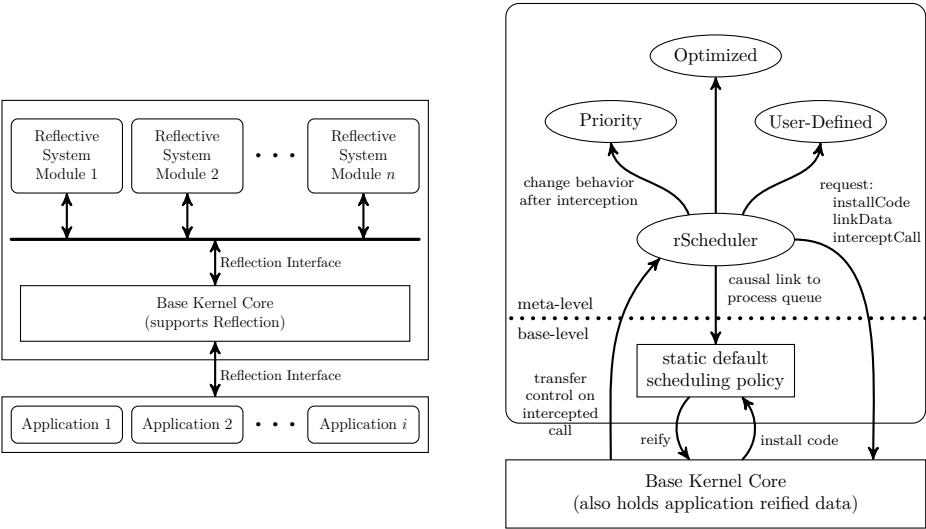 Reflective
System
Module 1
Reflective
System
Module 2
Reflective
System
Module n
Reflection Interface
Base Kernel Core
(supports Reflection)
Reflection Interface
Application 1
Application 2
Application i
Optimized
Priority
User-Defined
change behavior
after interception
request:
installCode
linkData
interceptCall
rScheduler
causal link to
process queue
meta-level
base-level
static default
scheduling policy
transfer
control on
intercepted
call
reify
install code
Base Kernel Core
(also holds application reified data)